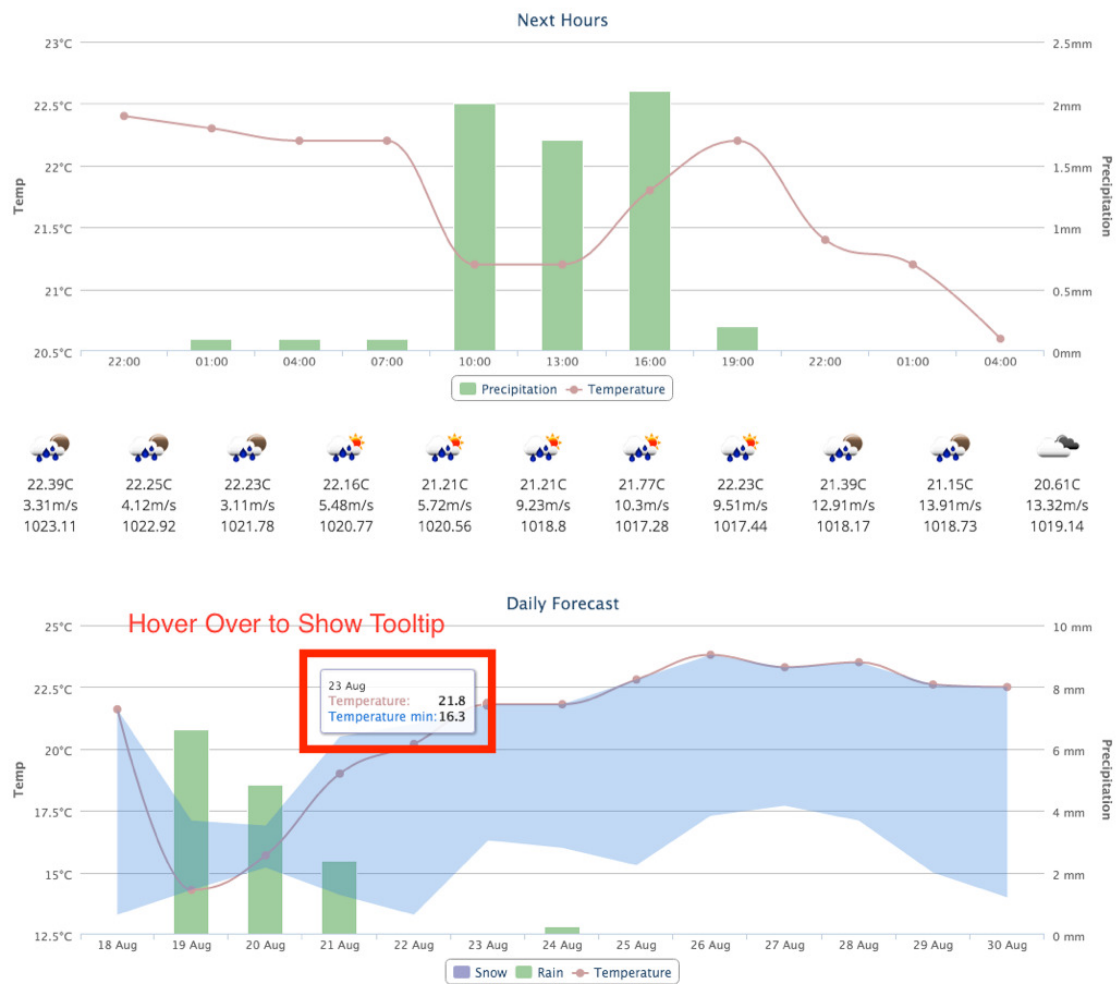 Next Hours
23°C
2.5mm
22.5°C
2mm
22°C
1.5mm
Temp
Precipitation
21.5°C
1mm
21°C
0.5mm
20.5°C
0mm
22:00 01:00 04:00 07:00 10:00 13:00 16:00 19:00 22:00 01:00 04:00
Precipitation Temperature
22.39C 22.25C 22.23C 22.16C 21.21C 21.21C 21.77C 22.23C 21.39C 21.15C 20.61C
3.31m/s 4.12m/s 3.11m/s 5.48m/s 5.72m/s 9.23m/s 10.3m/s 9.51m/s 12.91m/s 13.91m/s 13.32m/s
1023.11 1022.92 1021.78 1020.77 1020.56 1018.8 1017.28 1017.44 1018.17 1018.73 1019.14
Daily Forecast
Hover Over to Show Tooltip
25°C
10 mm
23 Aug
Temperature: 21.8
Temperature min: 16.3
22.5°C
8 mm
20°C
6 mm
Temp
Precipitation
17.5°C
4 mm
15°C
2 mm
12.5°C
0 mm
18 Aug 19 Aug 20 Aug 21 Aug 22 Aug 23 Aug 24 Aug 25 Aug 26 Aug 27 Aug 28 Aug 29 Aug 30 Aug
Snow Rain Temperature